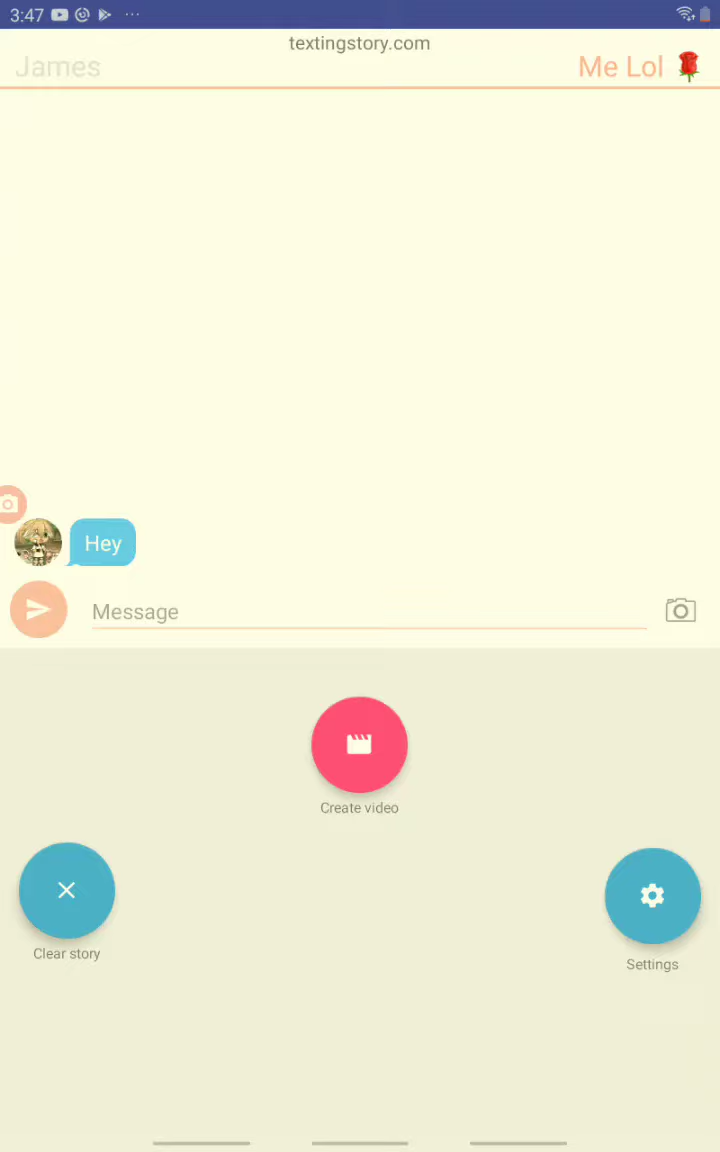 3:47
textingstory.com
James
Me Lol 🌹
Hey
Message
Create video
Clear story
Settings